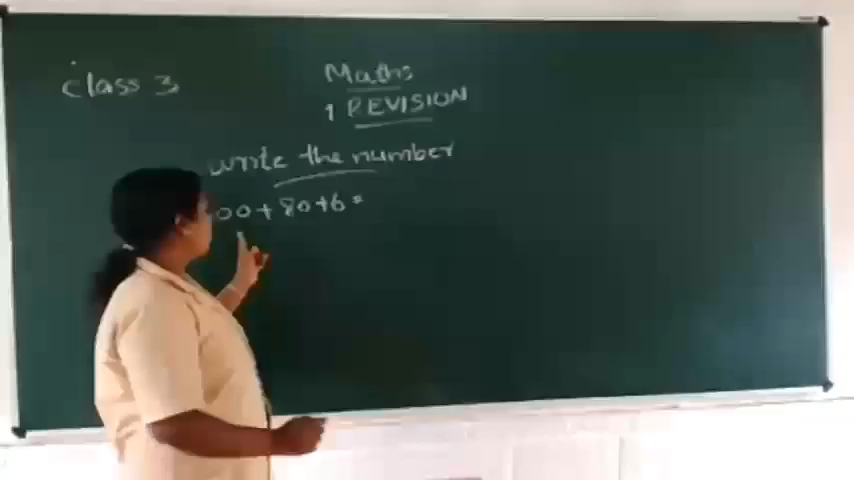 class 3
Maths
1 REVISION
write the number
00+80+6=